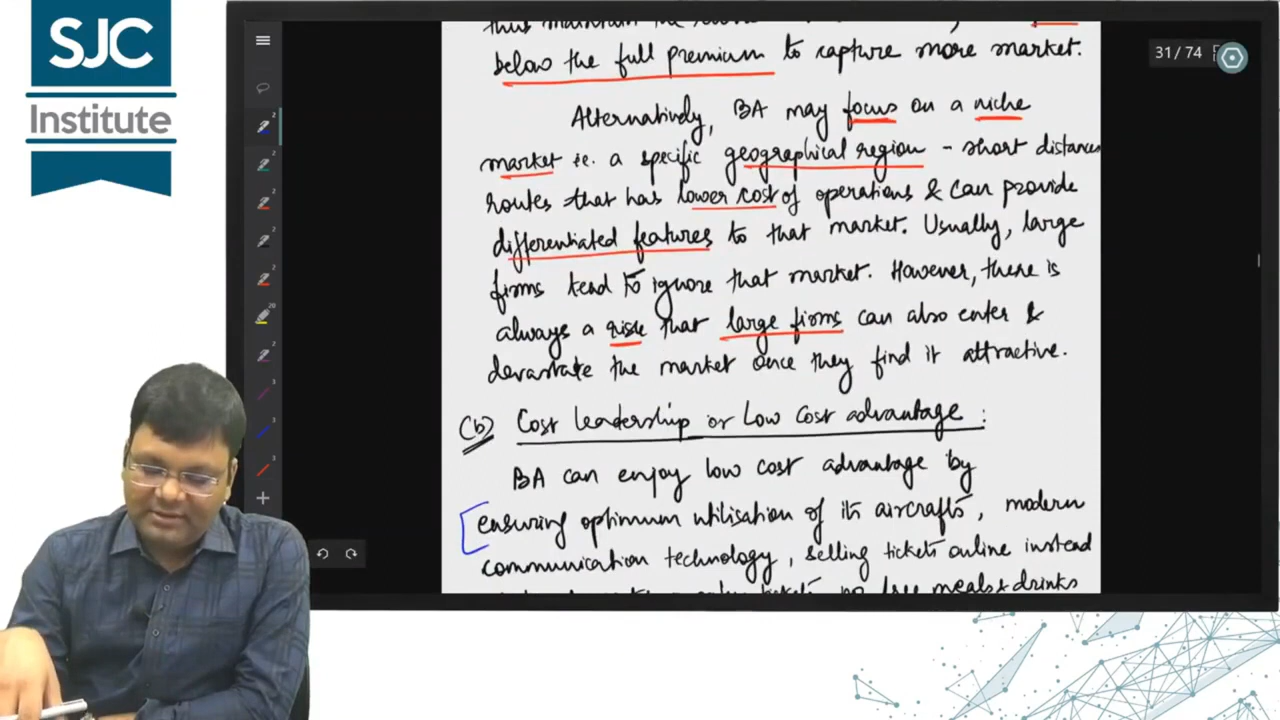 SJC
Institute
31/74
below the full premium to capture more market.
Alternatively, BA may focus on a niche
market ie. a specific geographical region - short distance
routes that has lower cost of operations & can provide
differentiated features to that market. Usually, large
firms tend to ignore that market. However, there is
always a risk that large firms can also enter &
devastate the market once they find it attractive.
(b) Cost leadership or Low Cost advantage :
BA can enjoy low cost advantage by
ensuring optimum utilisation of its aircrafts, modern
communication technology, selling tickets online instead
free meals & drinks